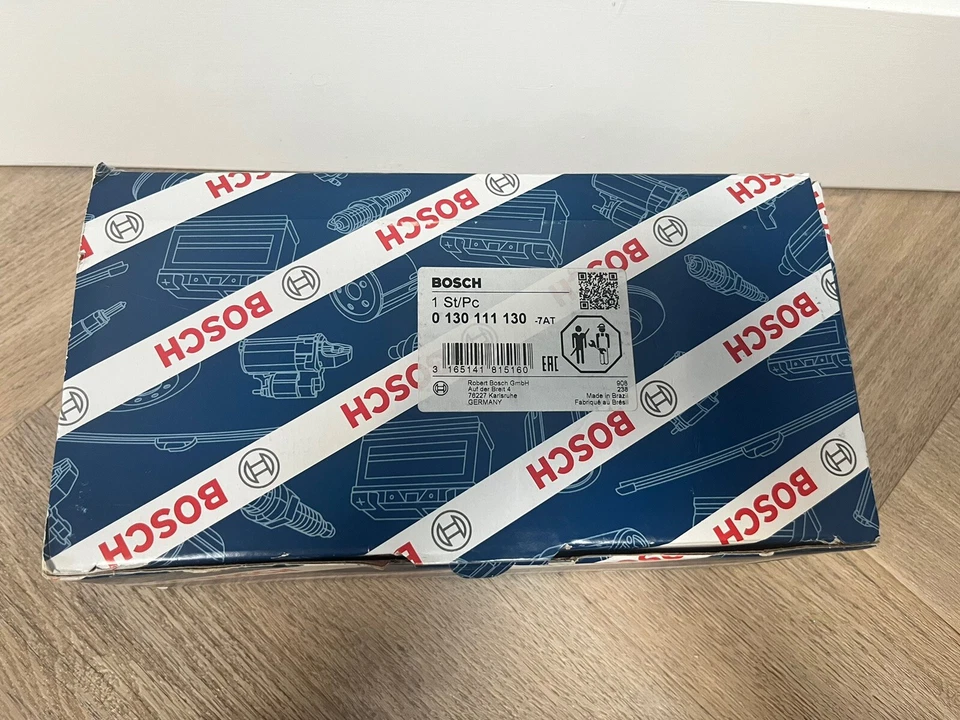 BOSCH
BOSCH
BOSCH
BOSCH
BOSCH
1 St/Pc
0 130 111 130 -7AT
3 165141 815160
EAC
Robert Bosch GmbH
Auf der Breit 4
76227 Karlsruhe
GERMANY
908
238
Made in Brazil
Fabriqué au Brésil
BOSCH
BOSCH
BOSCH
BOSCH